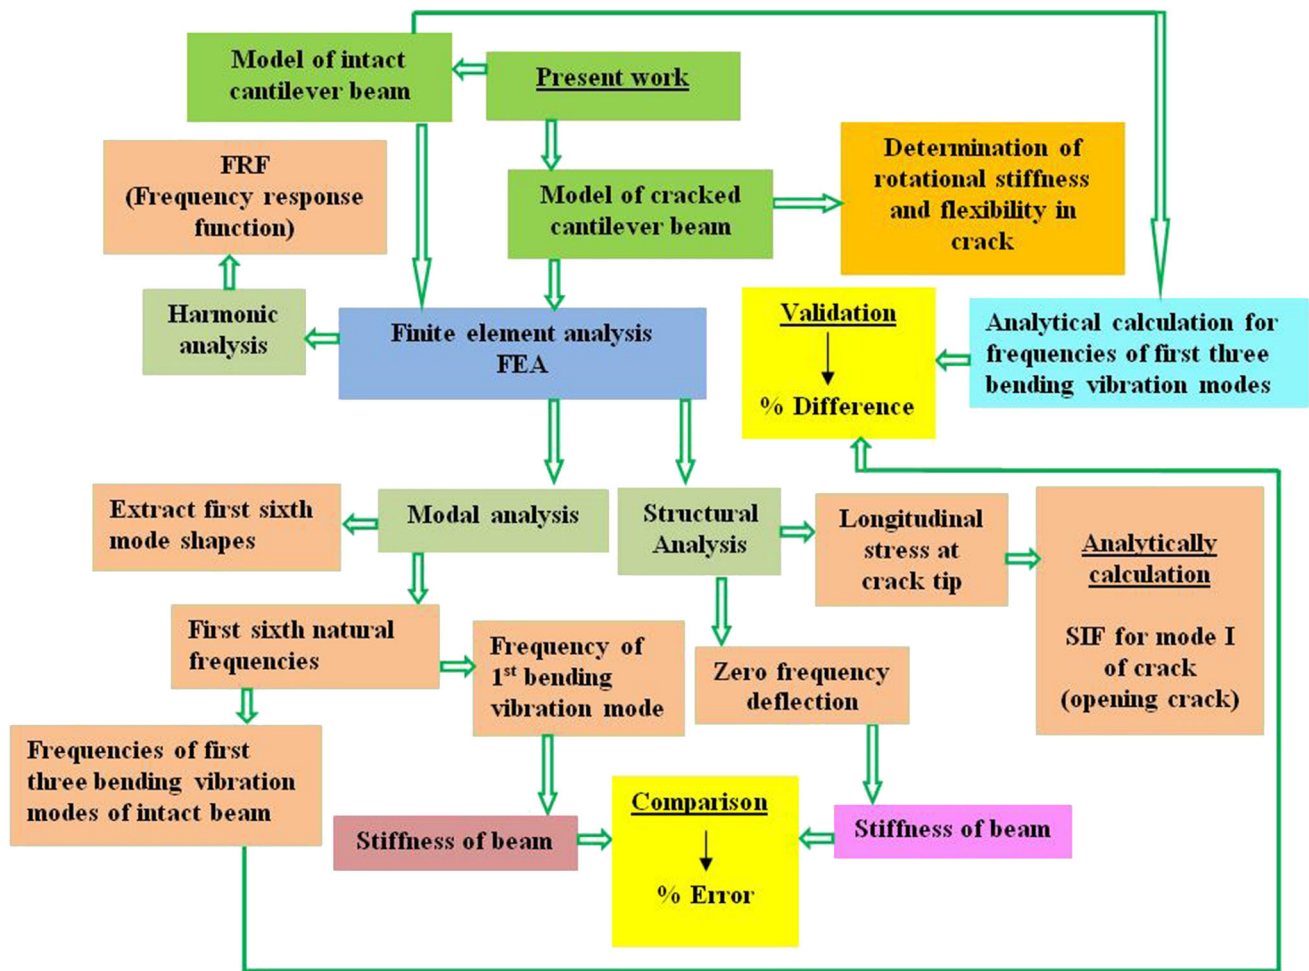 Model of intact
cantilever beam
Present work
FRF
(Frequency response
function)
Model of cracked
cantilever beam
Determination of
rotational stiffness
and flexibility in
crack
Harmonic
analysis
Finite element analysis
FEA
Validation
% Difference
Analytical calculation for
frequencies of first three
bending vibration modes
Extract first sixth
mode shapes
Modal analysis
Structural
Analysis
Longitudinal
stress at
crack tip
Analytically
calculation
SIF for mode I
of crack
(opening crack)
First sixth natural
frequencies
Frequency of
1st bending
vibration mode
Zero frequency
deflection
Frequencies of first
three bending vibration
modes of intact beam
Stiffness of beam
Comparison
% Error
Stiffness of beam